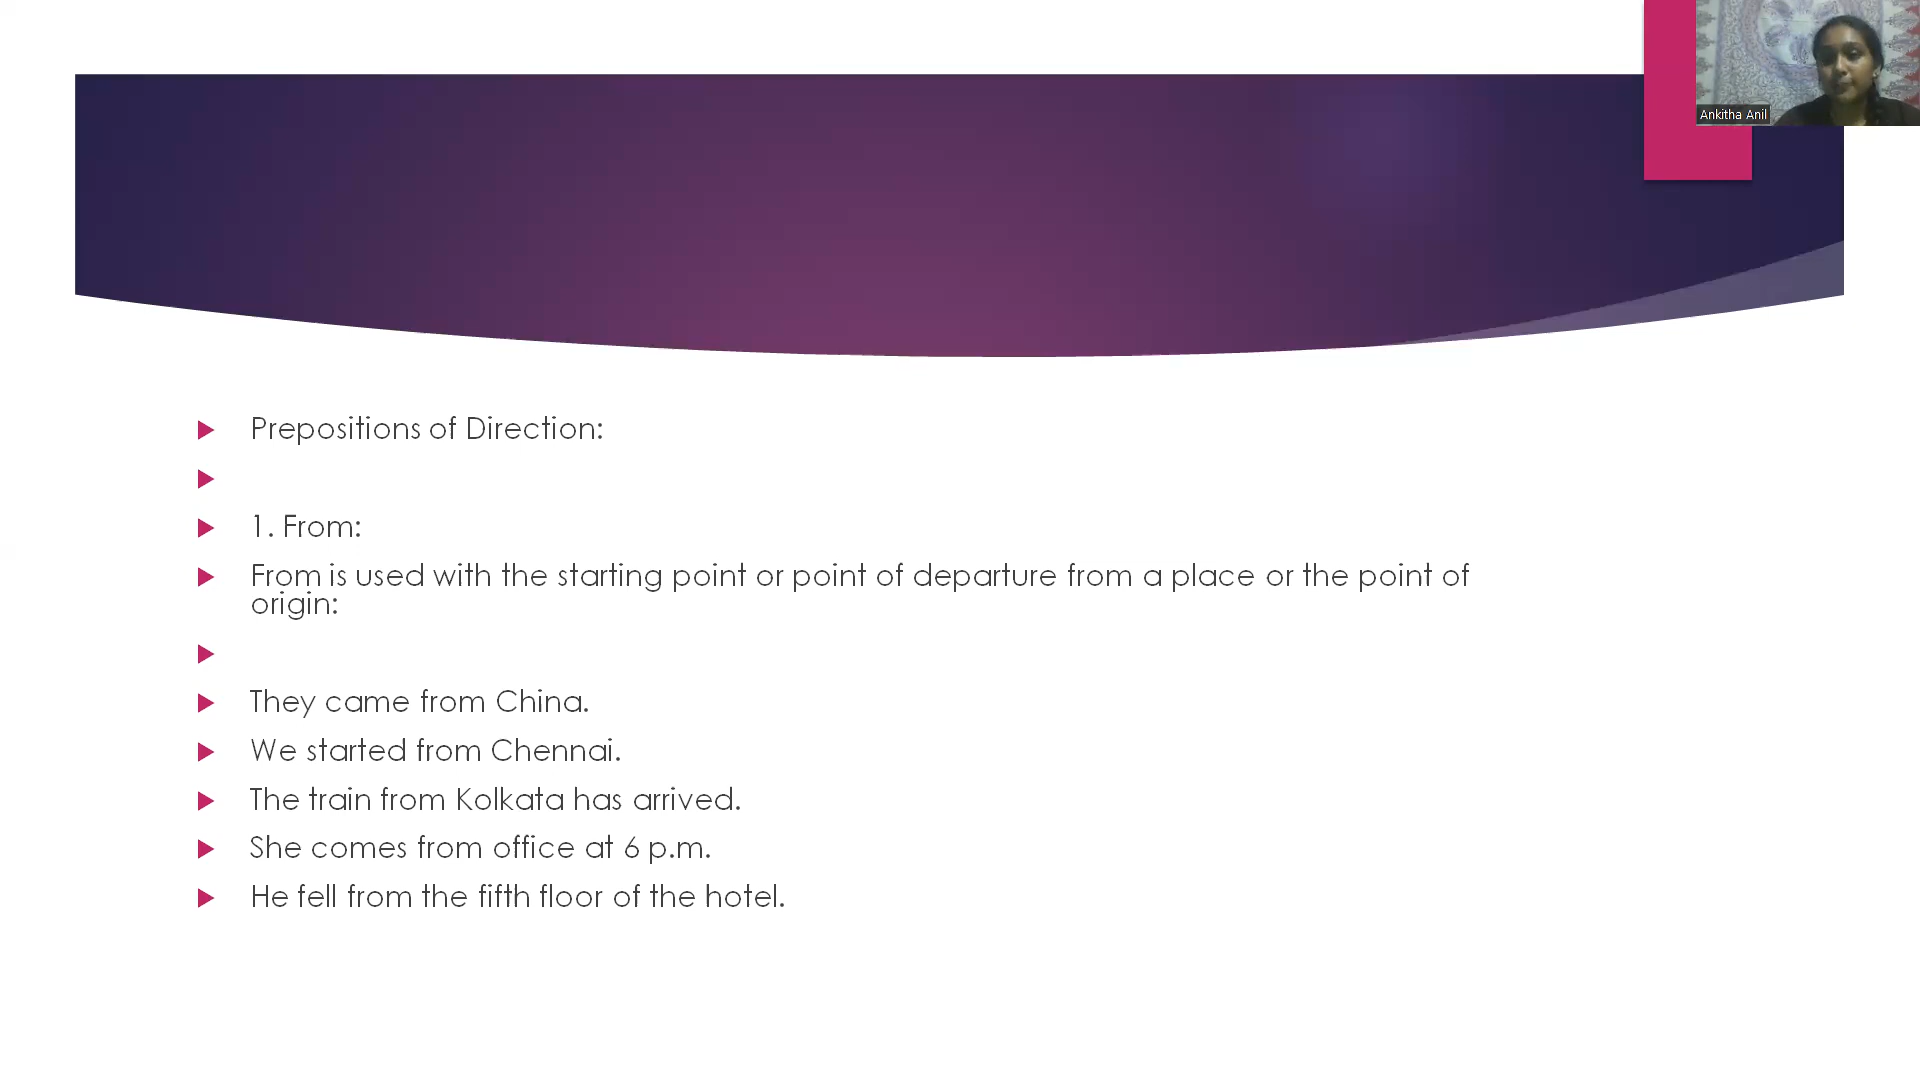 Ankitha Anil
Prepositions of Direction:
1. From:
From is used with the starting point or point of departure from a place or the point of
origin:
They came from China.
We started from Chennai.
The train from Kolkata has arrived.
She comes from office at 6 p.m.
He fell from the fifth floor of the hotel.